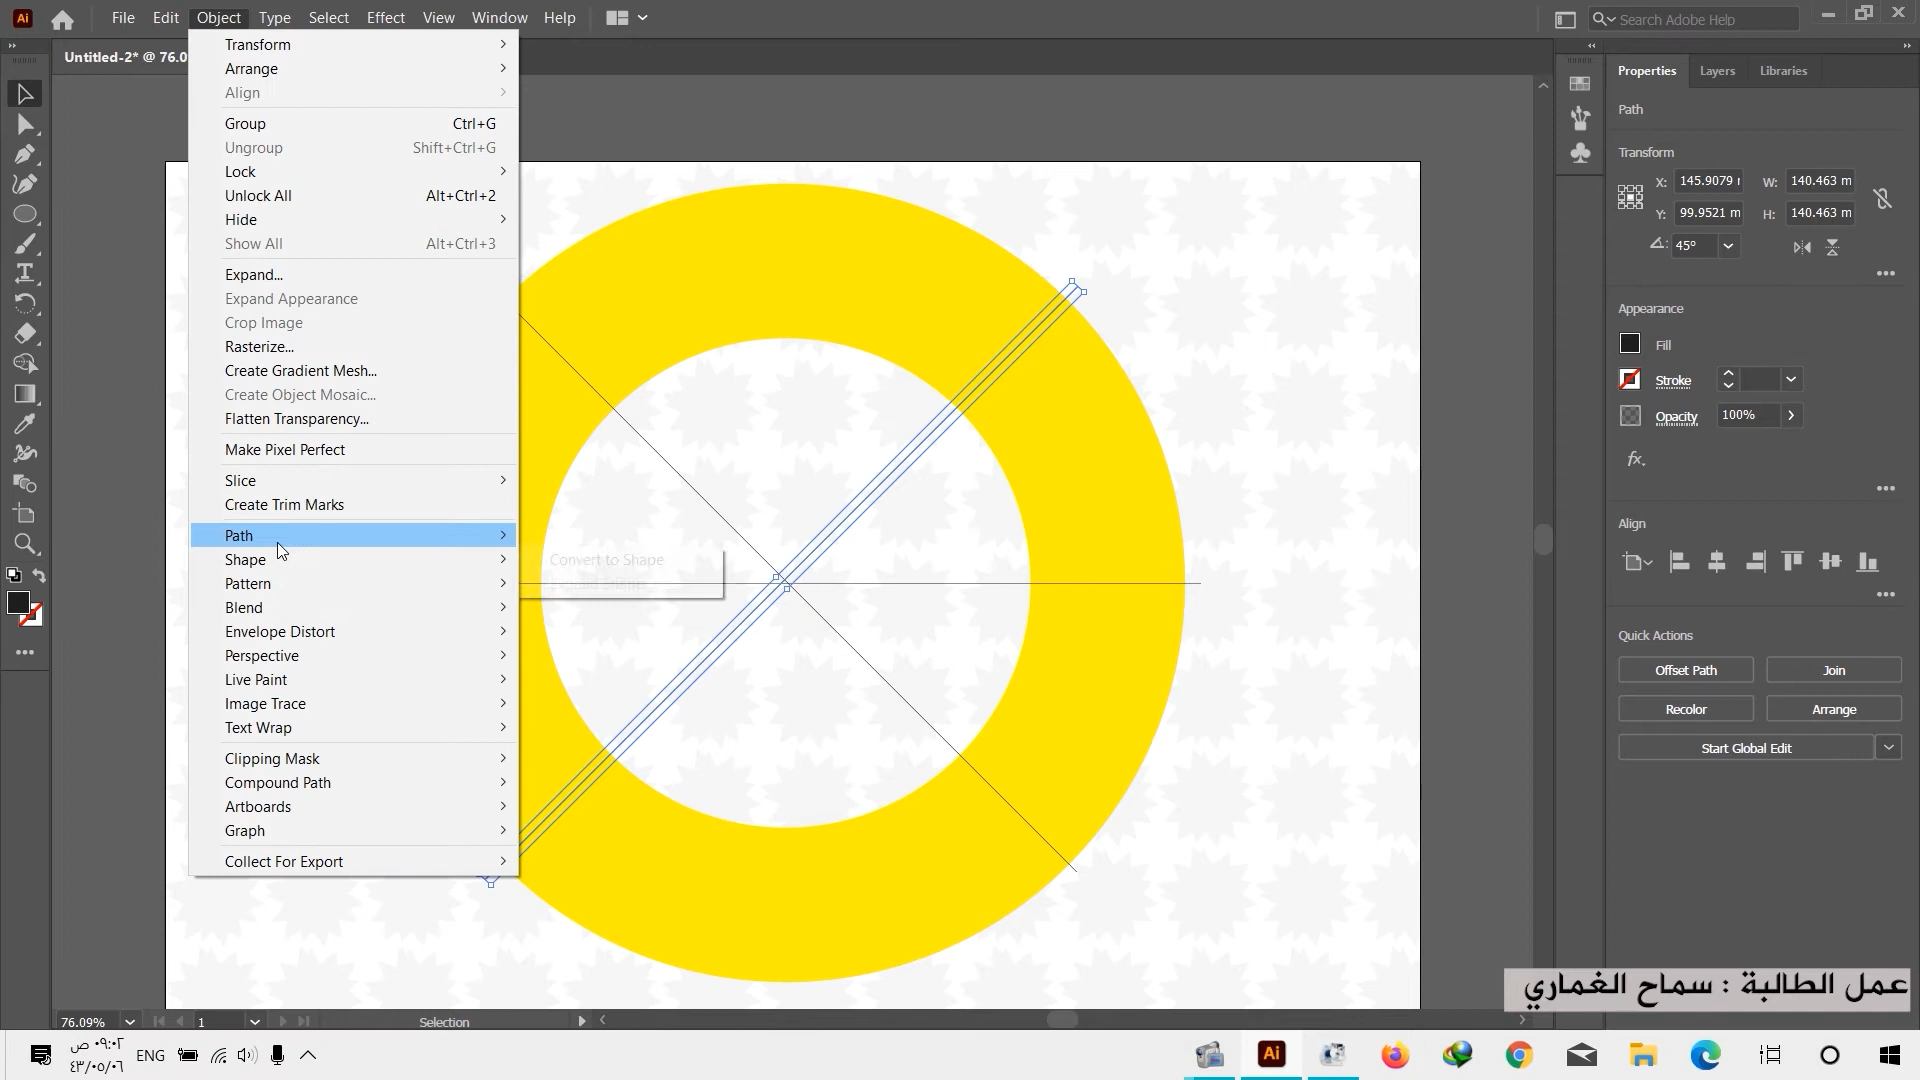 Ai
File Edit Object Type Select Effect View Window Help
Search Adobe Help
Untitled-2* @ 76.0
Transform
Arrange
Align
Group Ctrl+G
Ungroup Shift+Ctrl+G
Lock
Unlock All Alt+Ctrl+2
Hide
Show All Alt+Ctrl+3
Expand...
Expand Appearance
Crop Image
Rasterize...
Create Gradient Mesh...
Create Object Mosaic...
Flatten Transparency...
Make Pixel Perfect
Slice
Create Trim Marks
Path
Shape
Pattern
Blend
Envelope Distort
Perspective
Live Paint
Image Trace
Text Wrap
Clipping Mask
Compound Path
Artboards
Graph
Collect For Export
Convert to Shape
Properties Layers Libraries
Path
Transform
X: 145.9079 W: 140.463 m
Y: 99.9521 m H: 140.463 m
45°
Appearance
Fill
Stroke
Opacity 100%
fx.
Align
Quick Actions
Offset Path Join
Recolor Arrange
Start Global Edit
عمل الطالبة : سماح الغماري
76.09% 1 Selection
٠٩:٠٢ ص
٤٣/٠٥/٠٦
ENG
Ai